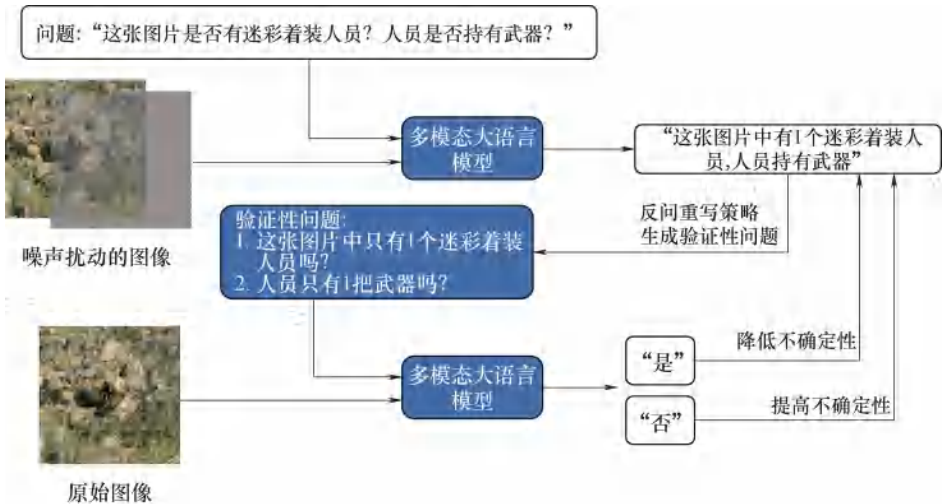 问题:“这张图片是否有迷彩着装人员？人员是否持有武器？”
多模态大语言
模型
“这张图片中有1个迷彩着装人
员,人员持有武器”
噪声扰动的图像
反问重写策略
生成验证性问题
验证性问题:
1. 这张图片中只有1个迷彩着装
人员吗?
2. 人员只有1把武器吗?
原始图像
多模态大语言
模型
“是”
降低不确定性
“否”
提高不确定性